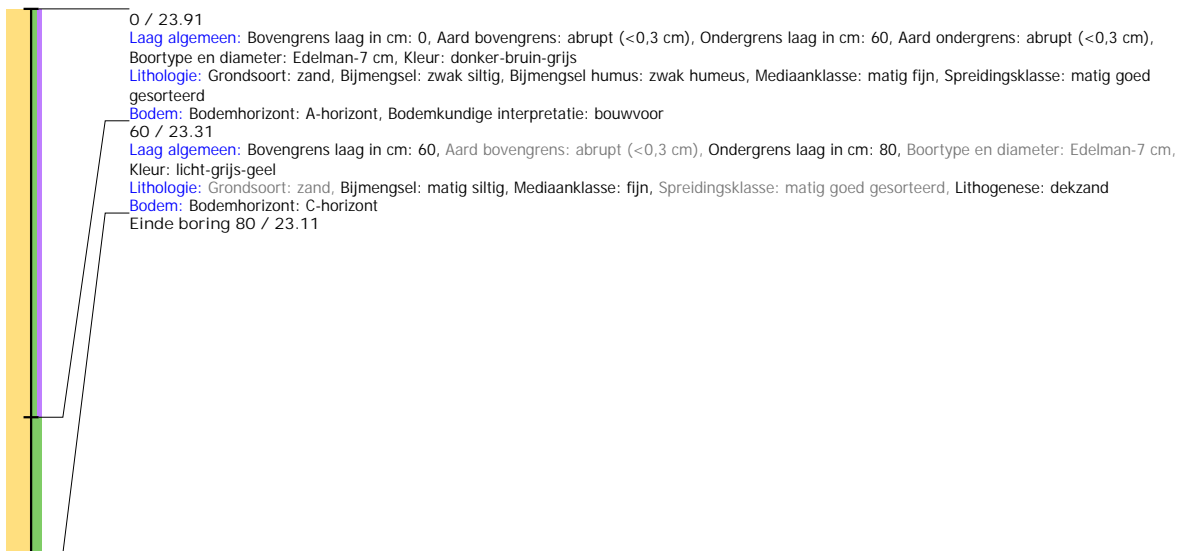 0 / 23.91
Laag algemeen: Bovengrens laag in cm: 0, Aard bovengrens: abrupt (<0,3 cm), Ondergrens laag in cm: 60, Aard ondergrens: abrupt (<0,3 cm),
Boortype en diameter: Edelman-7 cm, Kleur: donker-bruin-grijs
Lithologie: Grondsoort: zand, Bijmengsel: zwak siltig, Bijmengsel humus: zwak humeus, Mediaanklasse: matig fijn, Spreidingsklasse: matig goed
gesorteerd
Bodem: Bodemhorizont: A-horizont, Bodemkundige interpretatie: bouwvoor
60 / 23.31
Laag algemeen: Bovengrens laag in cm: 60, Aard bovengrens: abrupt (<0,3 cm), Ondergrens laag in cm: 80, Boortype en diameter: Edelman-7 cm,
Kleur: licht-grijs-geel
Lithologie: Grondsoort: zand, Bijmengsel: matig siltig, Mediaanklasse: fijn, Spreidingsklasse: matig goed gesorteerd, Lithogenese: dekzand
Bodem: Bodemhorizont: C-horizont
Einde boring 80 / 23.11